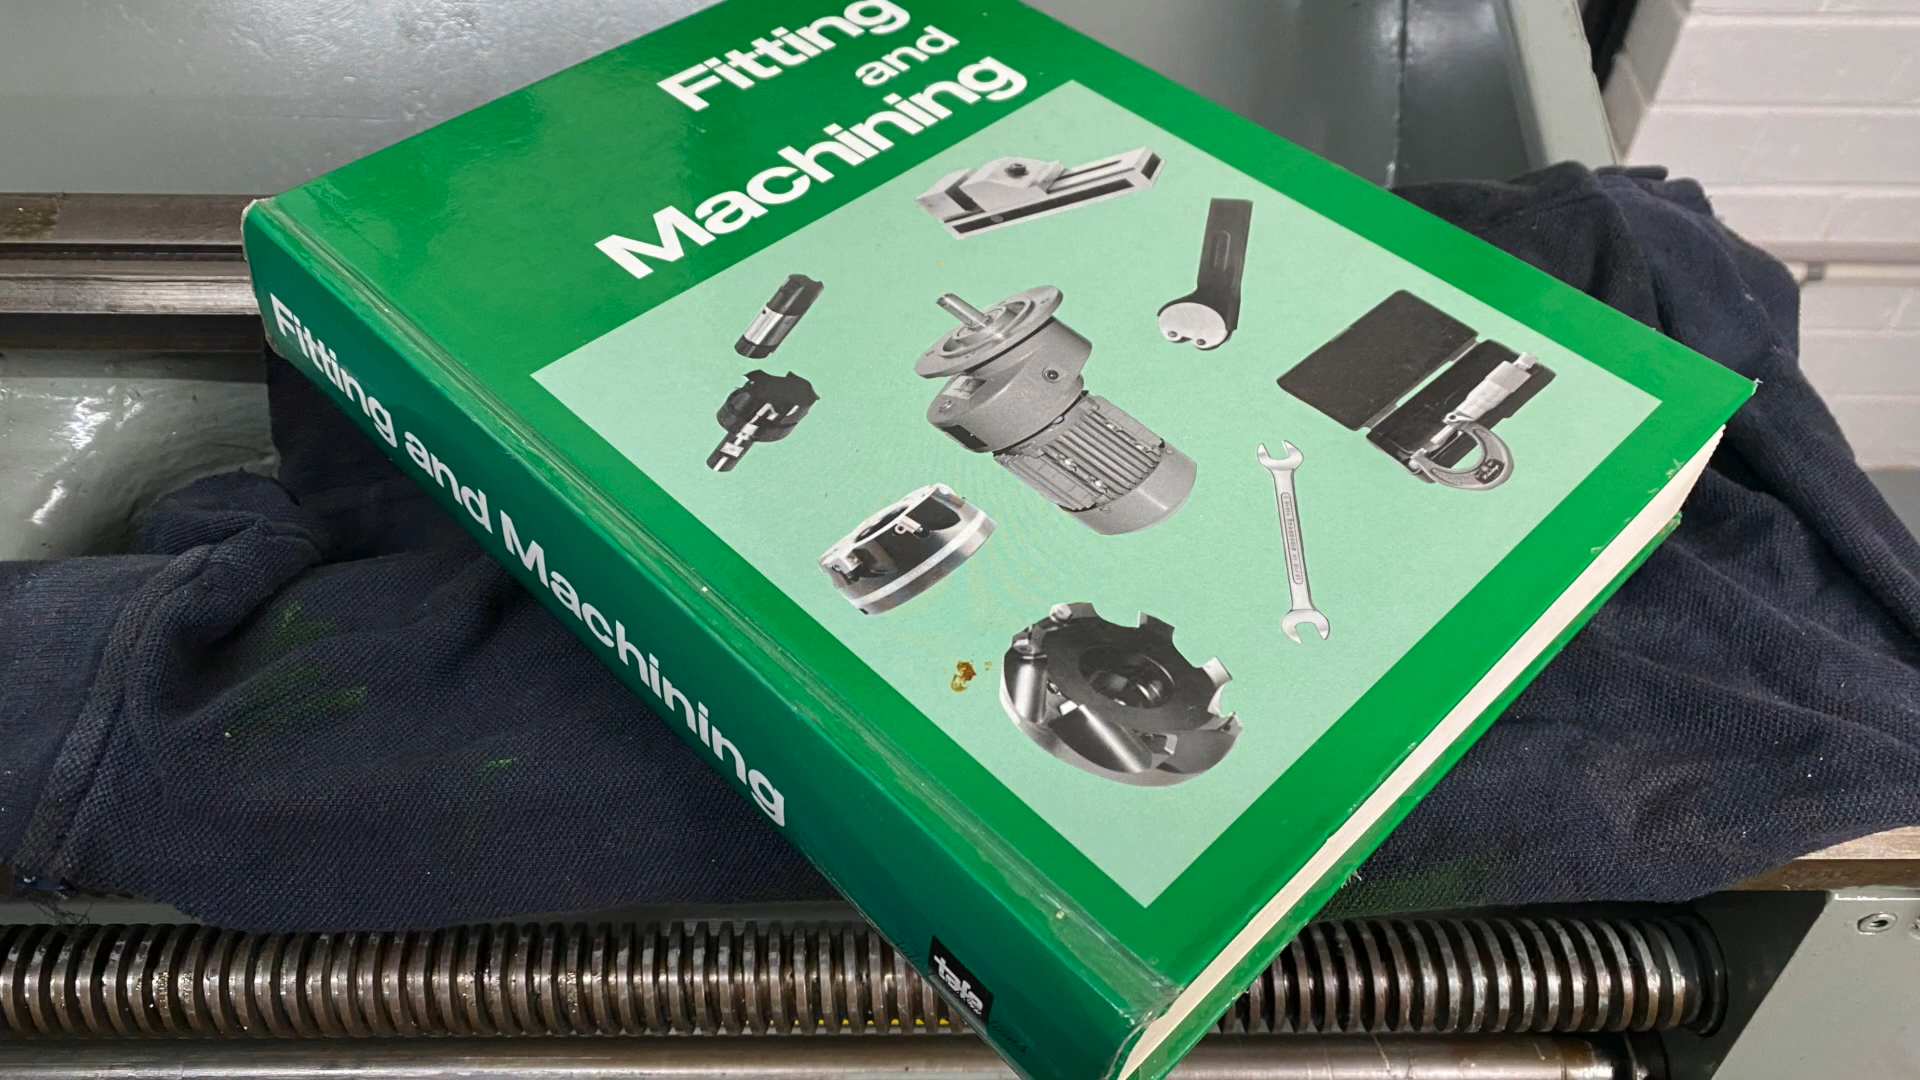 Fitting
and
Machining
Fitting and Machining
tafe